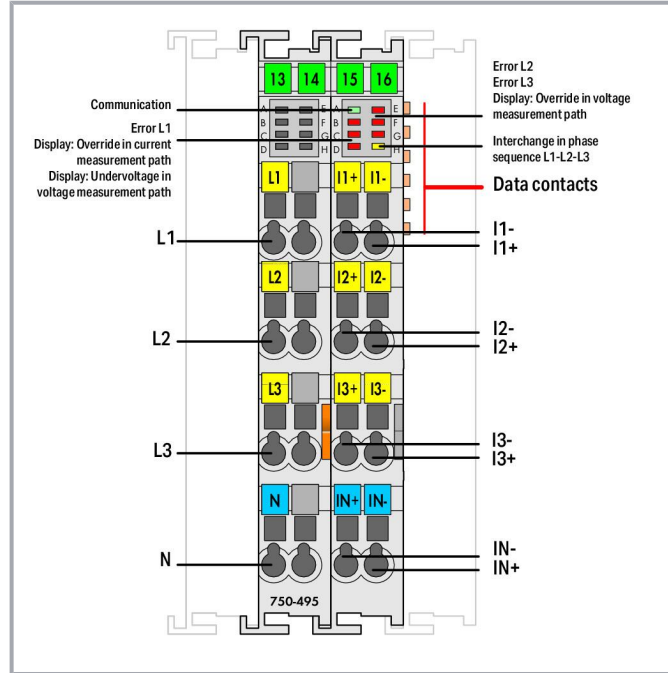 13 14 15 16
Communication
Error L1
Display: Override in current
measurement path
Display: Undervoltage in
voltage measurement path
Error L2
Error L3
Display: Override in voltage
measurement path
Interchange in phase
sequence L1-L2-L3
Data contacts
A E A E
B F B F
C G C G
D H D H
L1 I1+ I1-
L1
I1-
I1+
L2 I2+ I2-
L2
I2-
I2+
L3 I3+ I3-
L3
I3-
I3+
N IN+ IN-
N
IN-
IN+
750-495